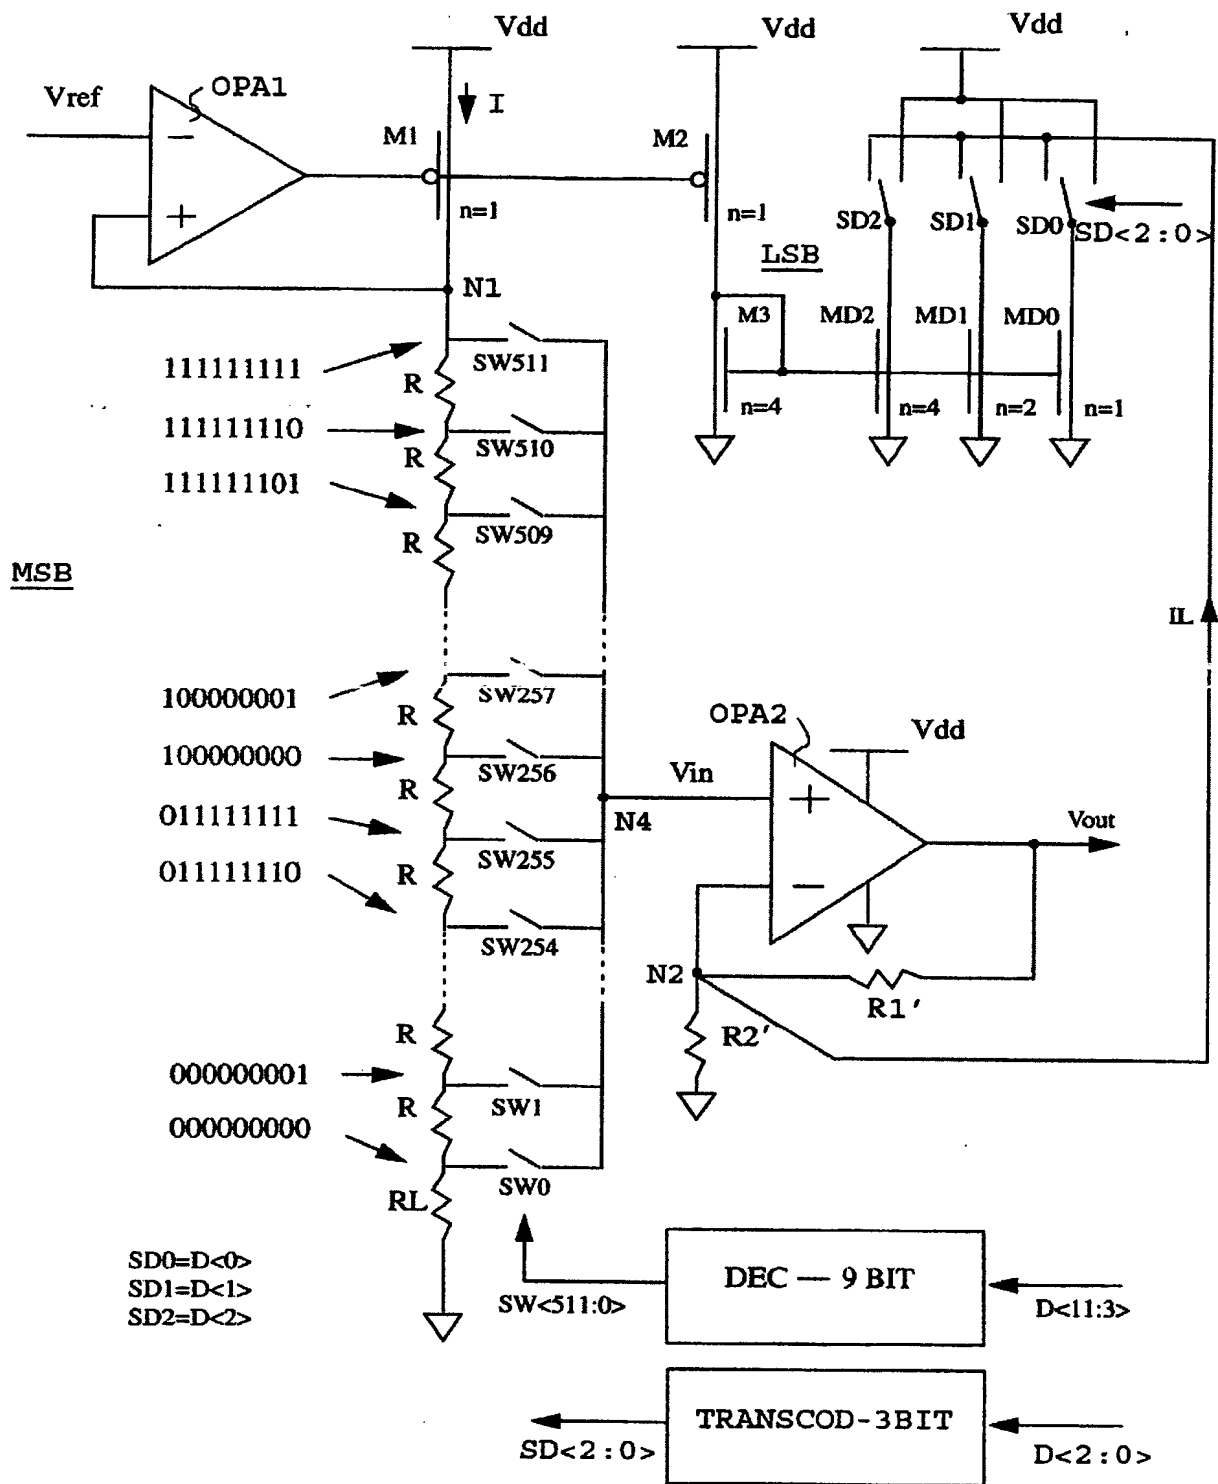 Vdd
Vdd
Vdd
OPA1
Vref
I
M1
M2
−
+
n=1
n=1
SD2
SD1
SD0
SD<2:0>
LSB
N1
M3
MD2
MD1
MD0
n=4
n=4
n=2
n=1
111111111
SW511
R
111111110
SW510
R
111111101
SW509
R
MSB
IL
100000001
SW257
R
OPA2
Vdd
100000000
SW256
Vin
R
+
N4
011111111
SW255
Vout
R
011111110
−
SW254
N2
R1'
R
R2'
000000001
SW1
R
000000000
SW0
RL
SD0=D<0>
SD1=D<1>
SD2=D<2>
SW<511:0>
DEC — 9 BIT
D<11:3>
SD<2:0>
TRANSCOD-3BIT
D<2:0>